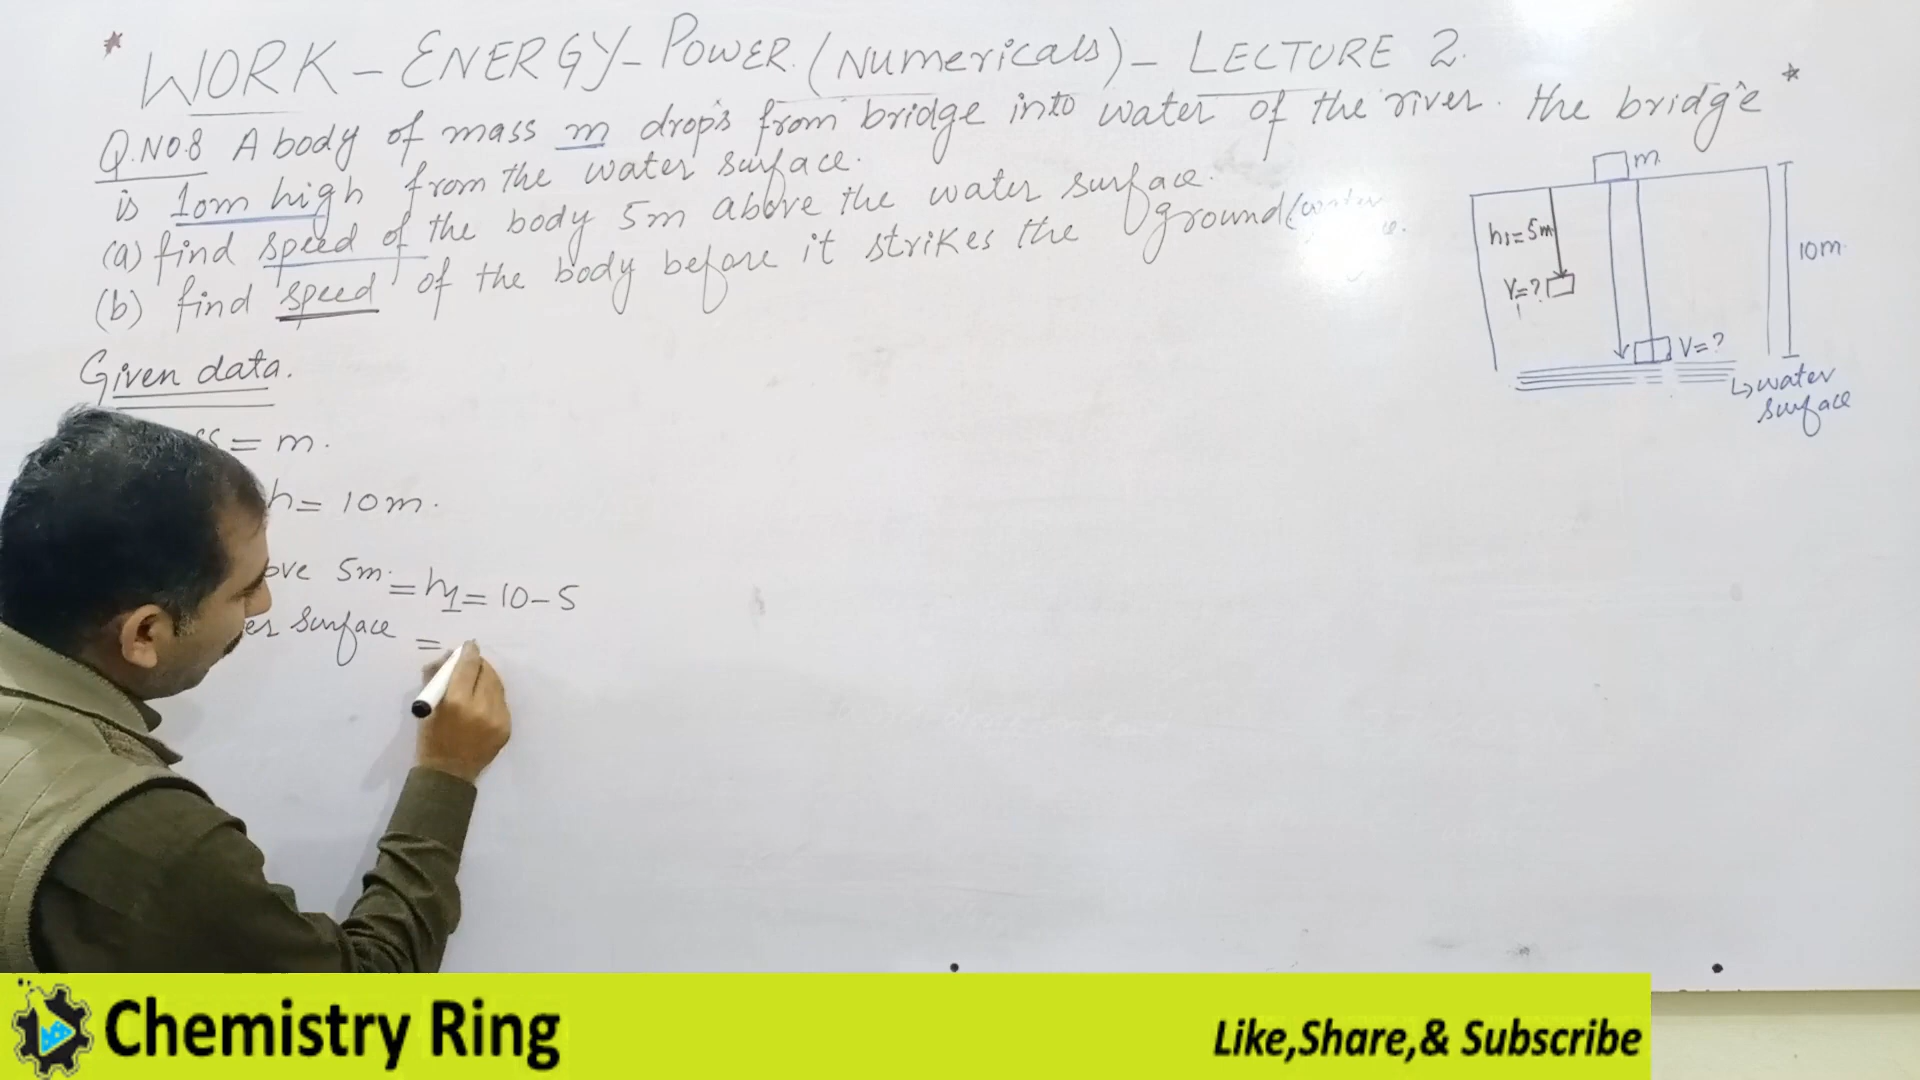 * WORK - ENERGY - POWER. (Numericals) - LECTURE 2.
Q.NO.8 A body of mass m drops from bridge into water of the river. the bridge *
is 10m high from the water surface.
(a) find speed of the body 5m above the water surface.
(b) find speed of the body before it strikes the ground (water
m
h1 = 5m
10m.
V1 = ?
V = ?
↳ water
surface
Given data.
= m.
h = 10m.
5m. = h1 = 10 - 5
surface =
Chemistry Ring
Like,Share,& Subscribe